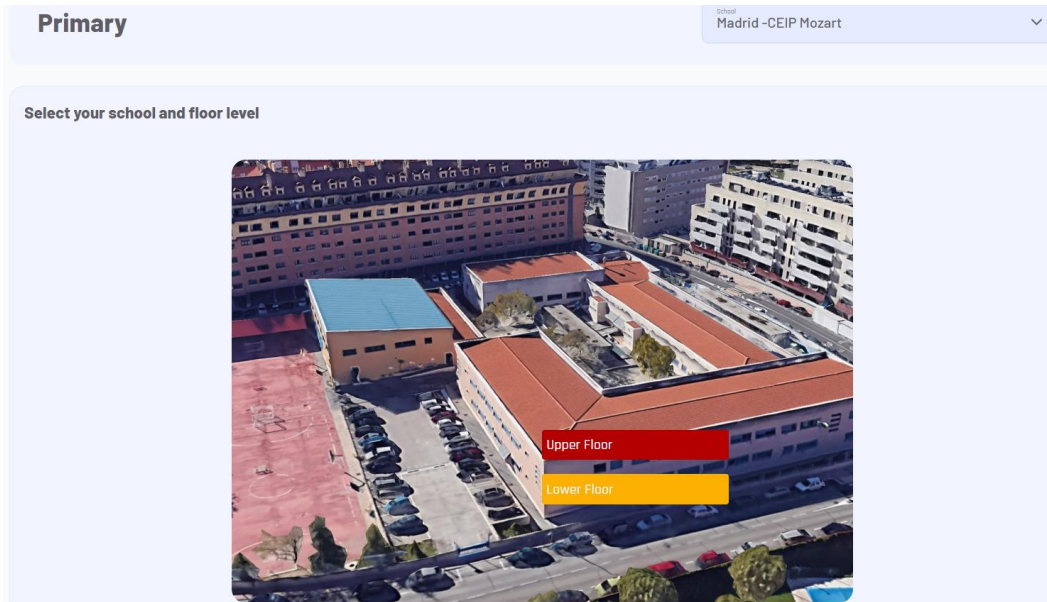 Primary
School
Madrid -CEIP Mozart
Select your school and floor level
Upper Floor
Lower Floor